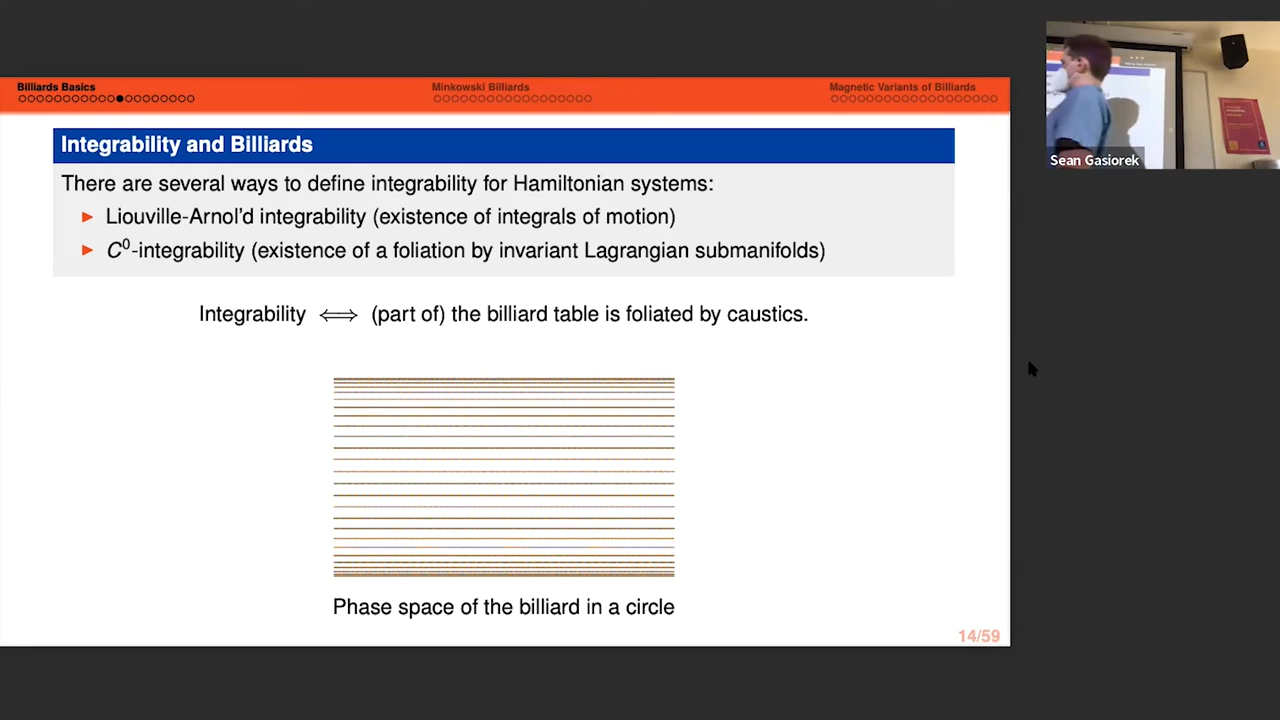 Billiards Basics
Minkowski Billiards
Magnetic Variants of Billiards
Integrability and Billiards
There are several ways to define integrability for Hamiltonian systems:
Liouville-Arnol'd integrability (existence of integrals of motion)
C⁰-integrability (existence of a foliation by invariant Lagrangian submanifolds)
Integrability ⟺ (part of) the billiard table is foliated by caustics.
Phase space of the billiard in a circle
14/59
Sean Gasiorek